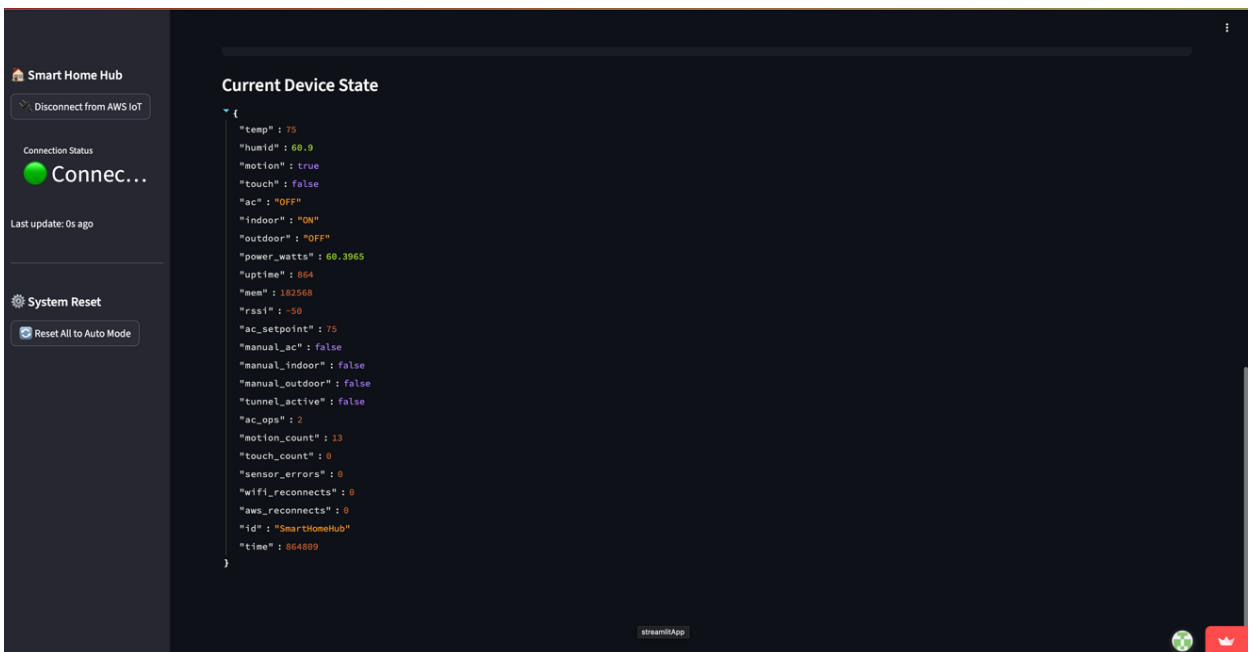 Smart Home Hub
Disconnect from AWS IoT
Connection Status
Connec...
Last update: 0s ago
System Reset
Reset All to Auto Mode
Current Device State
{
"temp" : 75
"humid" : 60.9
"motion" : true
"touch" : false
"ac" : "OFF"
"indoor" : "ON"
"outdoor" : "OFF"
"power_watts" : 60.3965
"uptime" : 864
"mem" : 182568
"rssi" : -50
"ac_setpoint" : 75
"manual_ac" : false
"manual_indoor" : false
"manual_outdoor" : false
"tunnel_active" : false
"ac_ops" : 2
"motion_count" : 13
"touch_count" : 0
"sensor_errors" : 0
"wifi_reconnects" : 0
"aws_reconnects" : 0
"id" : "SmartHomeHub"
"time" : 864809
}
streamlitApp